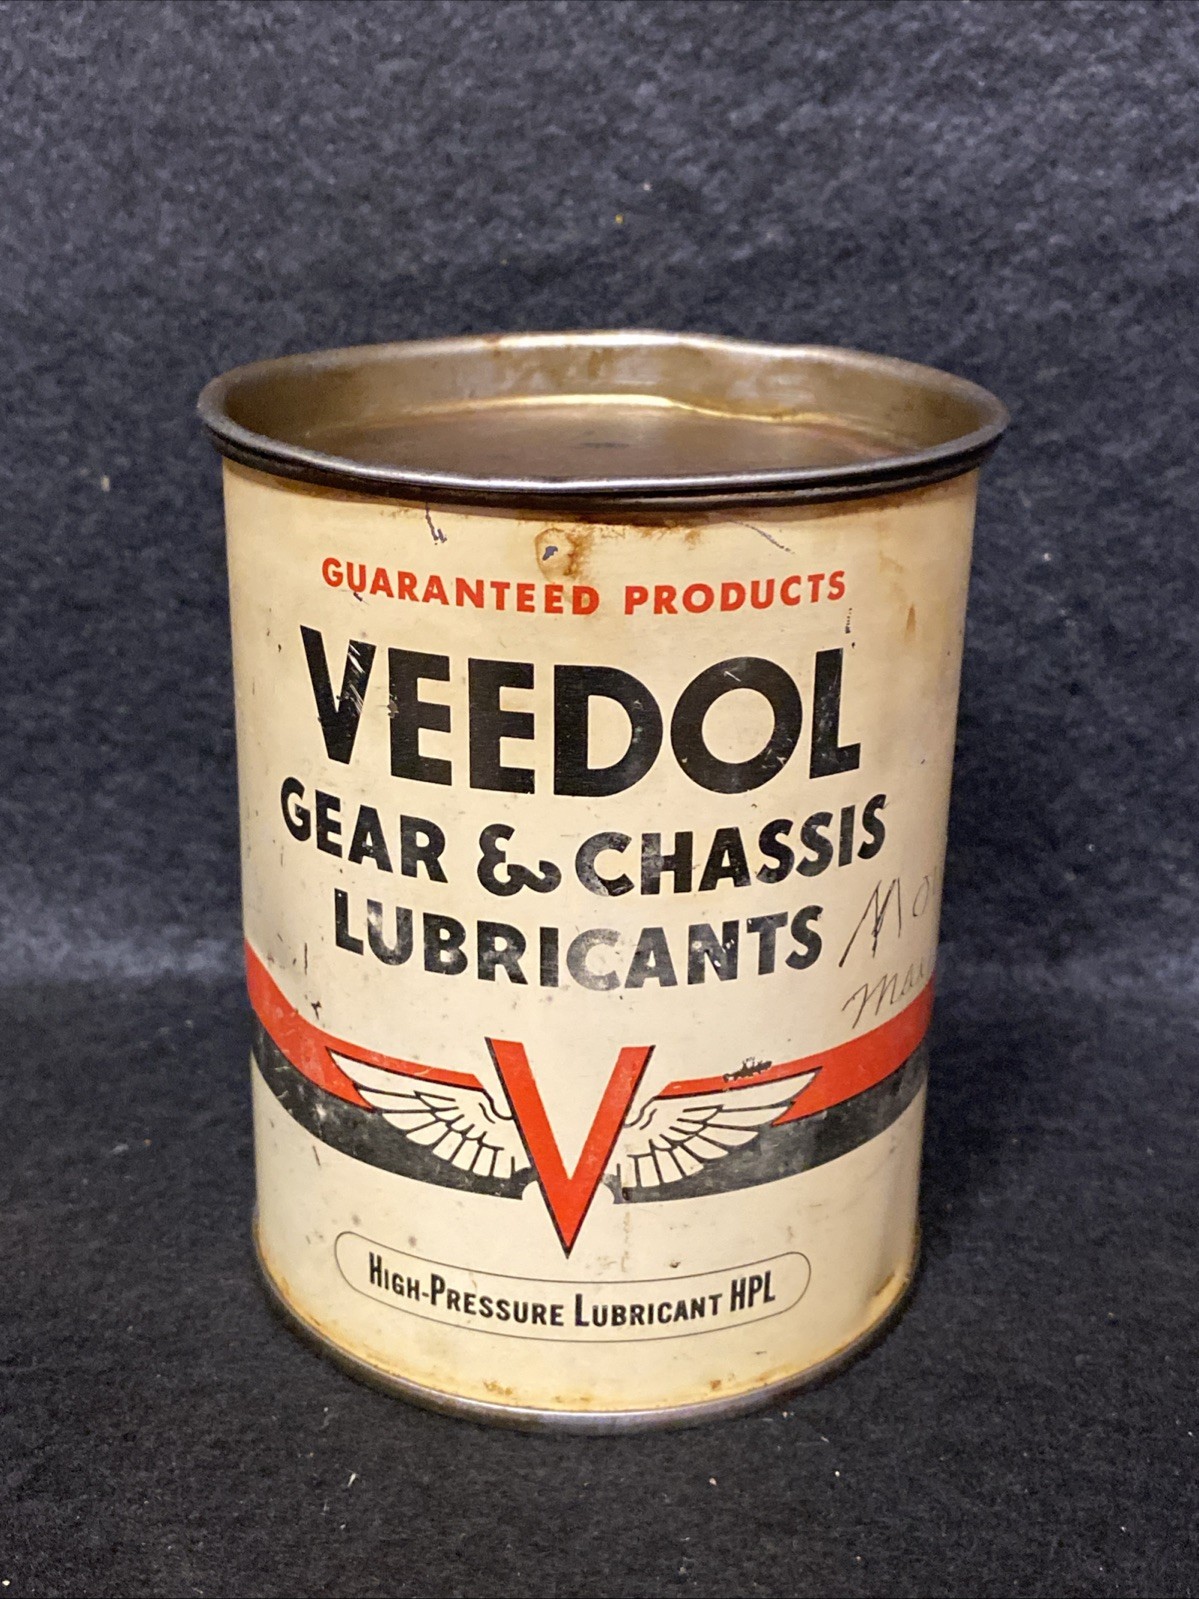 GUARANTEED PRODUCTS
VEEDOL
GEAR & CHASSIS
LUBRICANTS
V
HIGH-PRESSURE LUBRICANT HPL